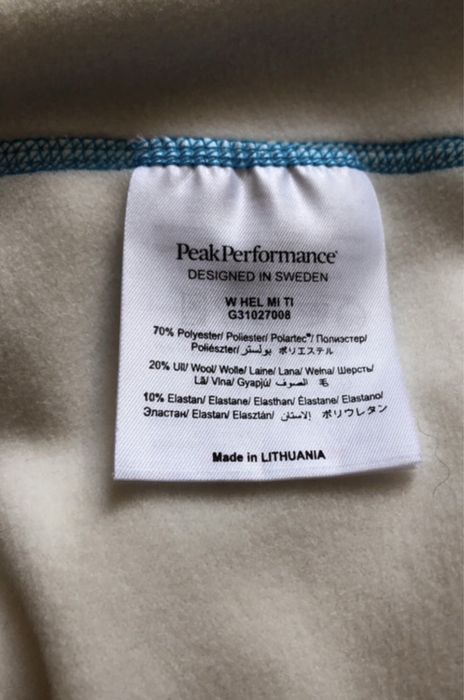 PeakPerformance®
DESIGNED IN SWEDEN
W HEL MI TI
G31027008
70% Polyester/ Poliester/ Polartec®/ Полиэстер/
Poliészter/ بوليستر/ ポリエステル
20% Ull/ Wool/ Wolle/ Laine/ Lana/ Wełna/ Шерсть/
Lã/ Vlna/ Gyapjú/ الصوف/ 毛
10% Elastan/ Elastane/ Elasthan/ Élastane/ Elastano/
Эластан/ Elastan/ Elasztán/ إلاستان/ ポリウレタン
Made in LITHUANIA